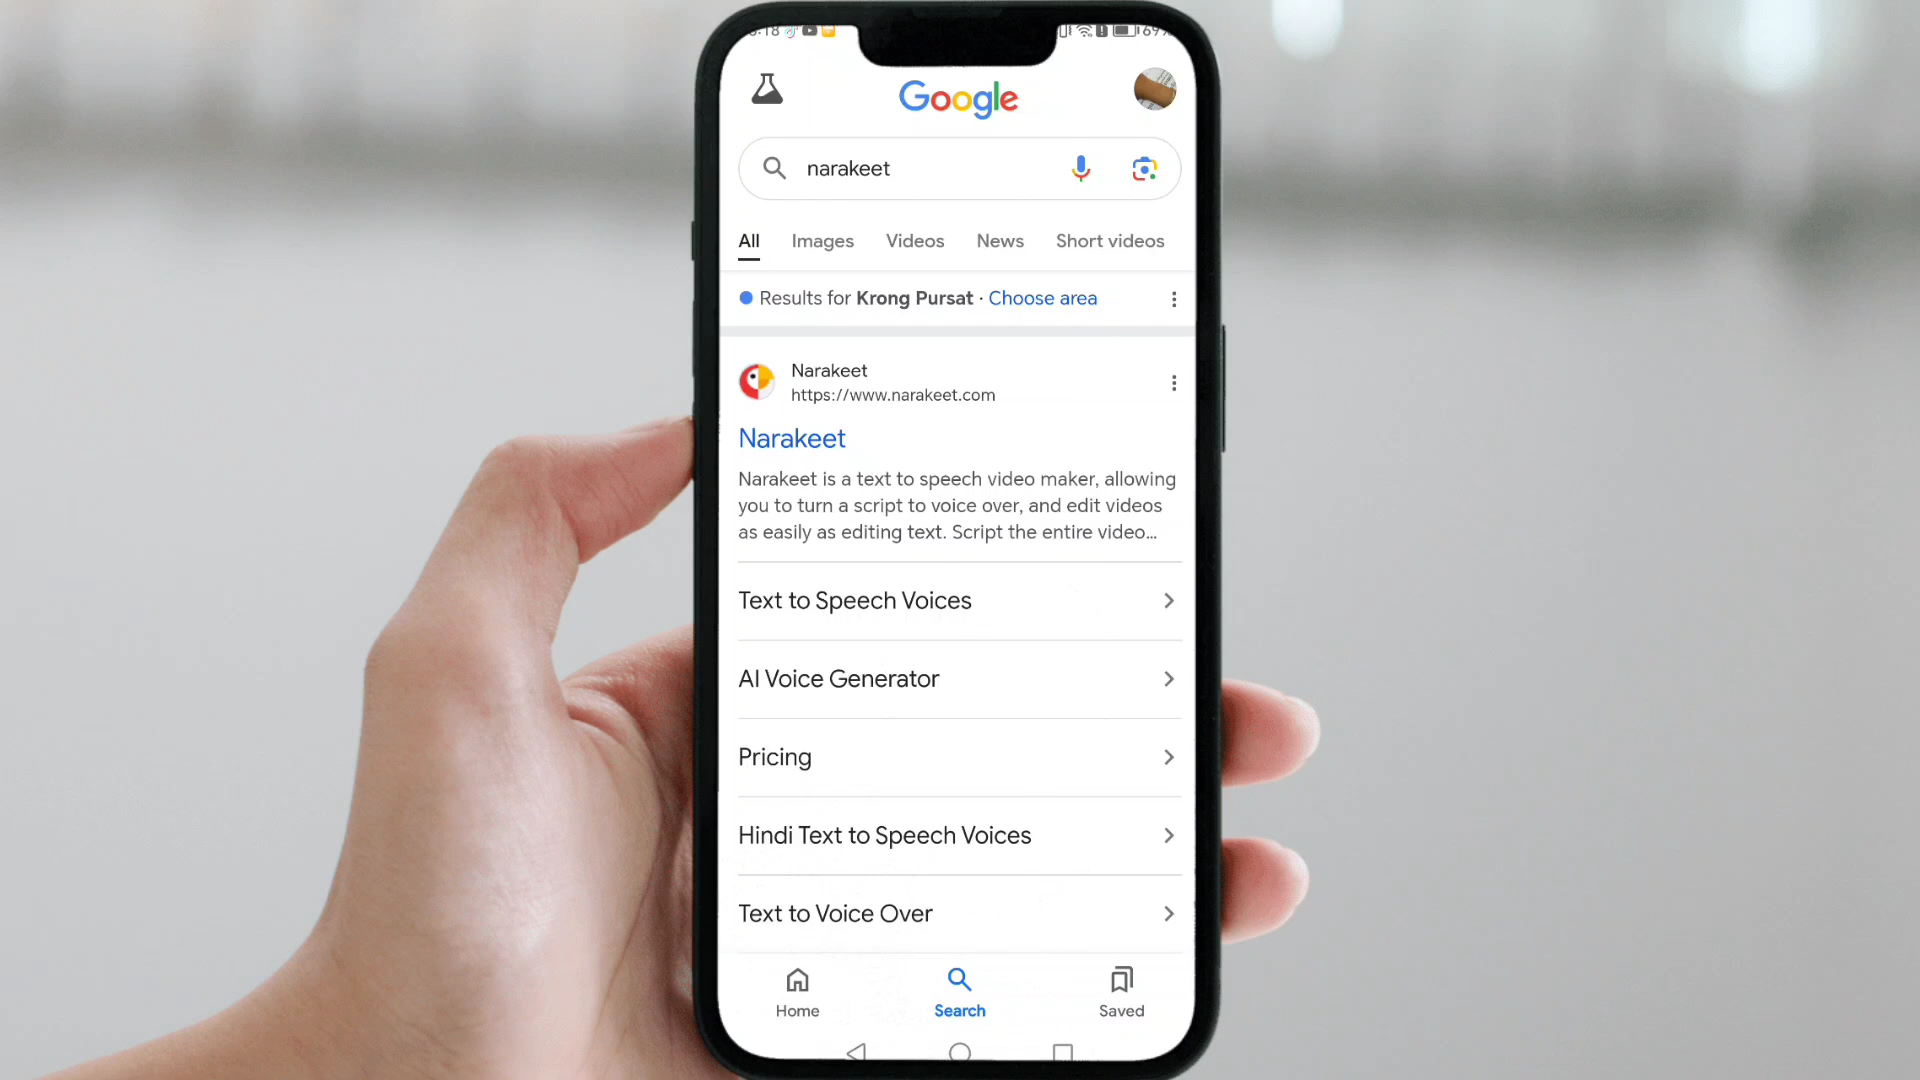 Google
narakeet
All Images Videos News Short videos
Results for Krong Pursat · Choose area
Narakeet
https://www.narakeet.com
Narakeet
Narakeet is a text to speech video maker, allowing
you to turn a script to voice over, and edit videos
as easily as editing text. Script the entire video...
Text to Speech Voices
AI Voice Generator
Pricing
Hindi Text to Speech Voices
Text to Voice Over
Home Search Saved